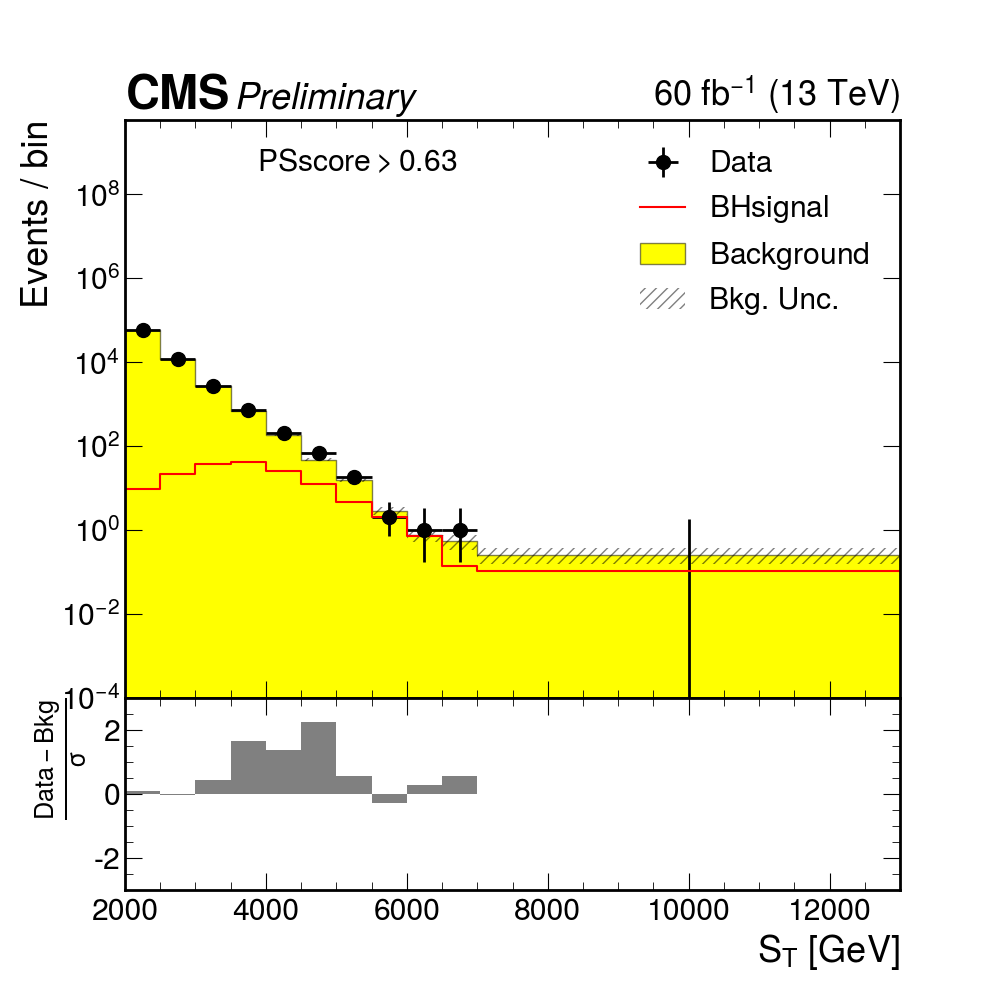 CMS Preliminary 60 fb⁻¹ (13 TeV)
Events / bin
PSscore > 0.63
Data
BHsignal
Background
Bkg. Unc.
10⁸
10⁶
10⁴
10²
10⁰
10⁻²
10⁻⁴
Data – Bkg
σ
2
0
-2
2000 4000 6000 8000 10000 12000
S_T [GeV]